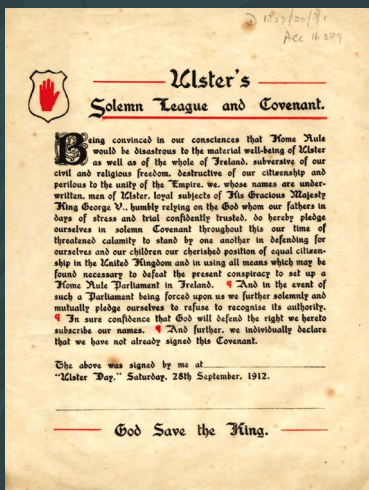 Acc 16289
Ulster's
Solemn League and Covenant.
Being convinced in our consciences that Home Rule
would be disastrous to the material well-being of Ulster
as well as of the whole of Ireland, subversive of our
civil and religious freedom, destructive of our citizenship and
perilous to the unity of the Empire, we, whose names are under-
written, men of Ulster, loyal subjects of His Gracious Majesty
King George V., humbly relying on the God whom our fathers in
days of stress and trial confidently trusted, do hereby pledge
ourselves in solemn Covenant throughout this our time of
threatened calamity to stand by one another in defending for
ourselves and our children our cherished position of equal citizen-
ship in the United Kingdom and in using all means which may be
found necessary to defeat the present conspiracy to set up a
Home Rule Parliament in Ireland. ¶ And in the event of
such a Parliament being forced upon us we further solemnly and
mutually pledge ourselves to refuse to recognise its authority.
¶ In sure confidence that God will defend the right we hereto
subscribe our names. ¶ And further, we individually declare
that we have not already signed this Covenant.
The above was signed by me at
"Ulster Day." Saturday, 28th September, 1912.
God Save the King.